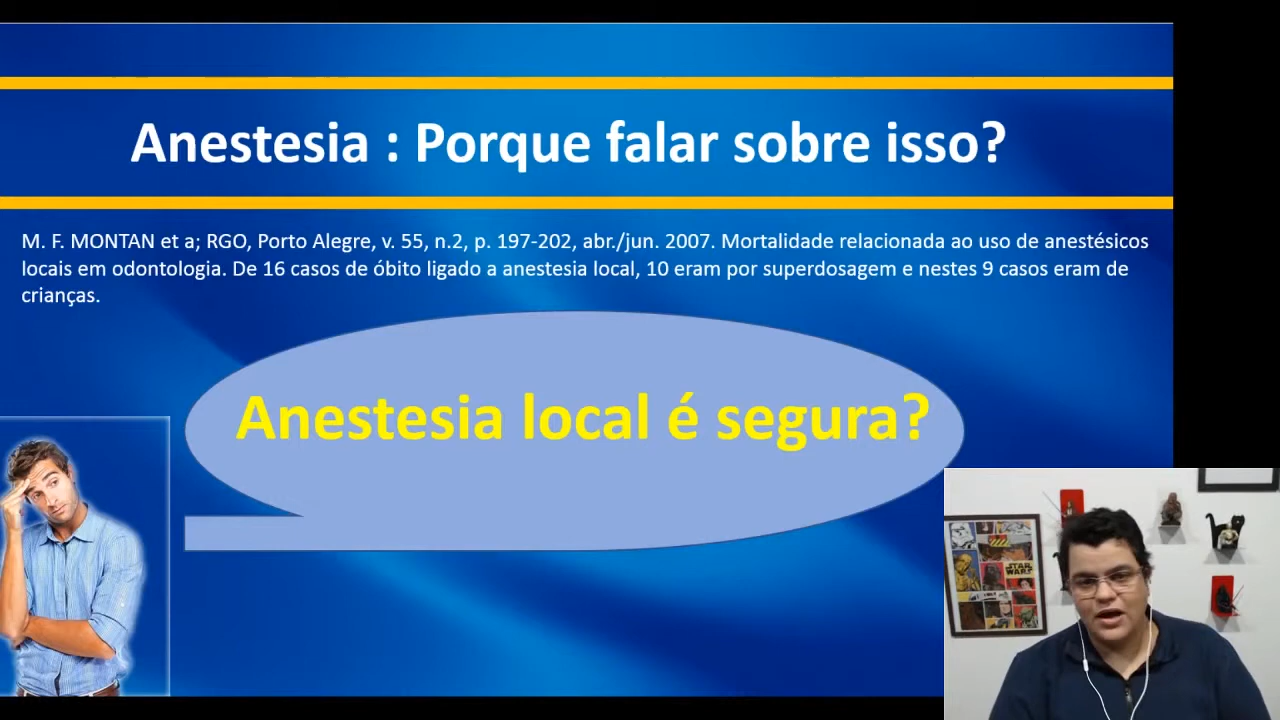 Anestesia : Porque falar sobre isso?
M. F. MONTAN et a; RGO, Porto Alegre, v. 55, n.2, p. 197-202, abr./jun. 2007. Mortalidade relacionada ao uso de anestésicos
locais em odontologia. De 16 casos de óbito ligado a anestesia local, 10 eram por superdosagem e nestes 9 casos eram de
crianças.
Anestesia local é segura?
STAR
WARS